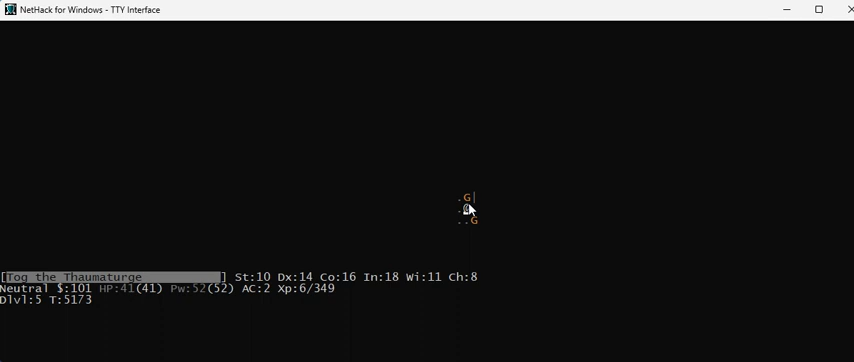 NetHack for Windows - TTY Interface
.G|
.@
..G
[Tog the Thaumaturge ] St:10 Dx:14 Co:16 In:18 Wi:11 Ch:8
Neutral $:101 HP:41(41) Pw:52(52) AC:2 Xp:6/349
Dlvl:5 T:5173